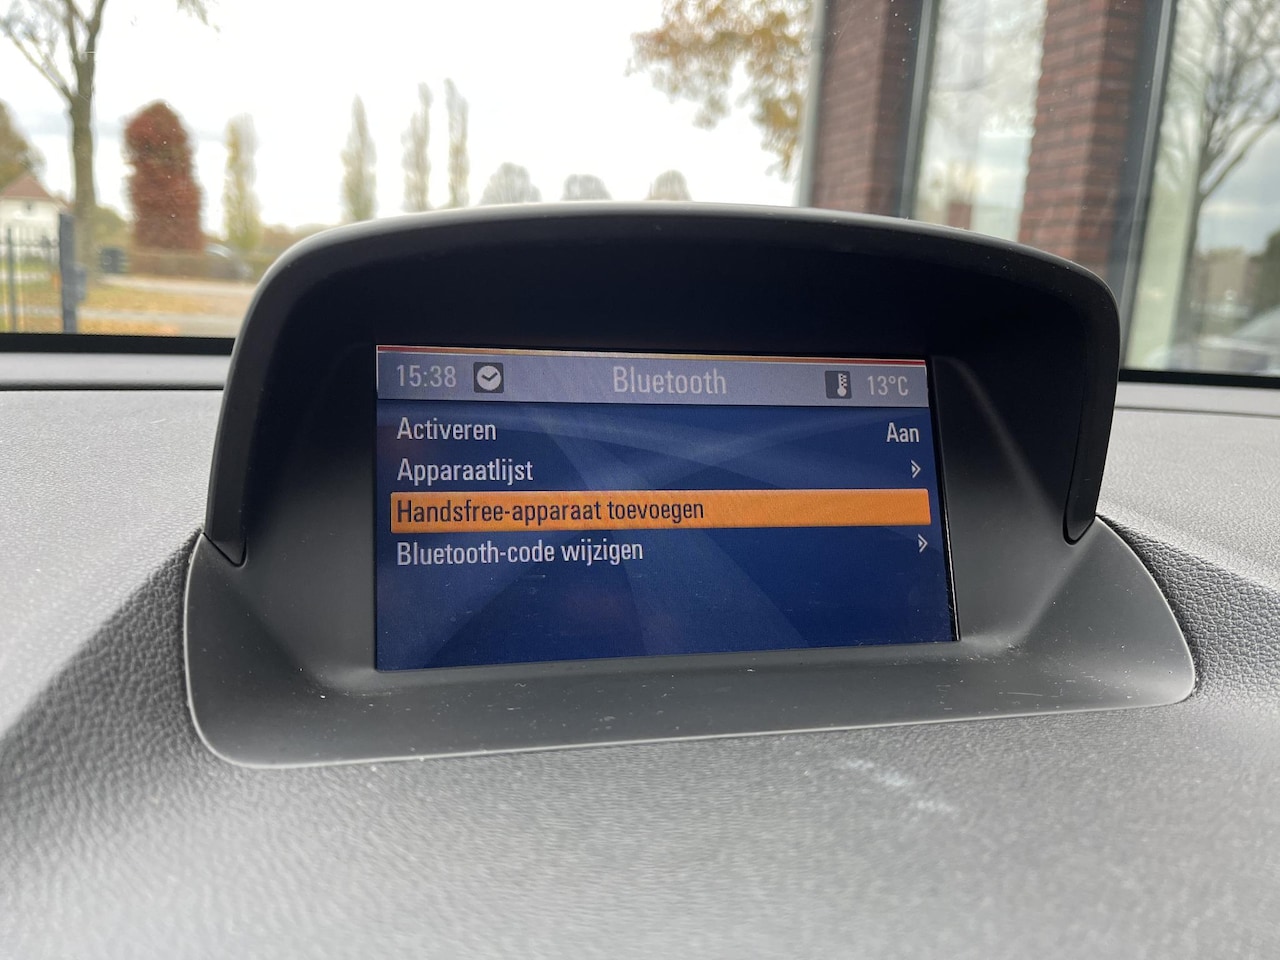 15:38 Bluetooth 13°C
Activeren Aan
Apparaatlijst
Handsfree-apparaat toevoegen
Bluetooth-code wijzigen